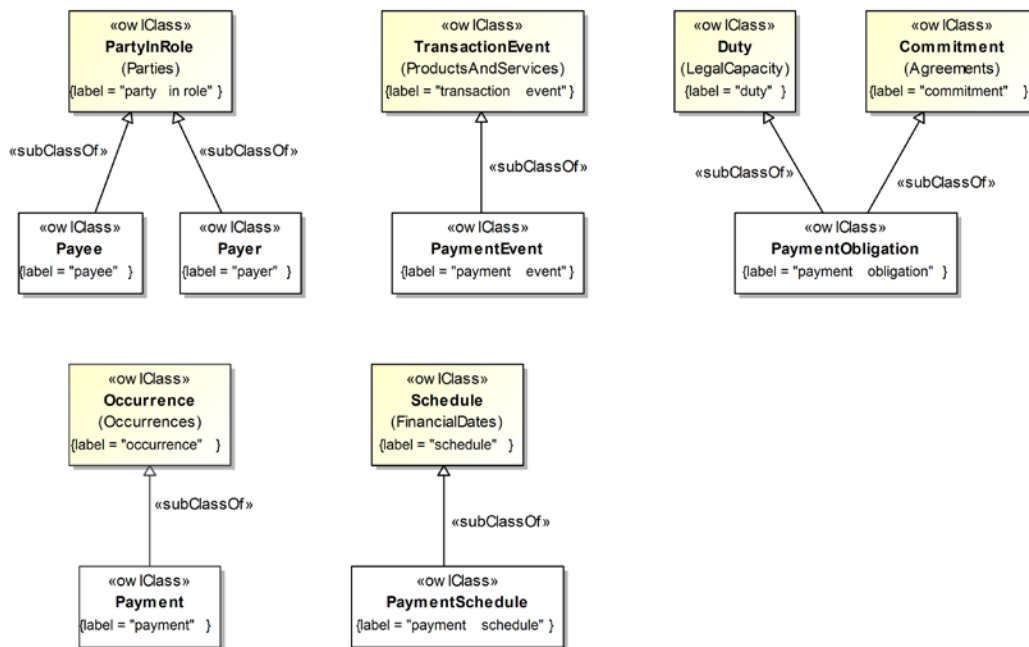 «owlClass»
PartyInRole
(Parties)
{label = "party in role" }
«owlClass»
TransactionEvent
(ProductsAndServices)
{label = "transaction event"}
«owlClass»
Duty
(LegalCapacity)
{label = "duty" }
«owlClass»
Commitment
(Agreements)
{label = "commitment" }
«subClassOf»
«subClassOf»
«subClassOf»
«subClassOf»
«subClassOf»
«owlClass»
Payee
{label = "payee" }
«owlClass»
Payer
{label = "payer" }
«owlClass»
PaymentEvent
{label = "payment event" }
«owlClass»
PaymentObligation
{label = "payment obligation" }
«owlClass»
Occurrence
(Occurrences)
{label = "occurrence" }
«owlClass»
Schedule
(FinancialDates)
{label = "schedule" }
«subClassOf»
«subClassOf»
«owlClass»
Payment
{label = "payment" }
«owlClass»
PaymentSchedule
{label = "payment schedule" }